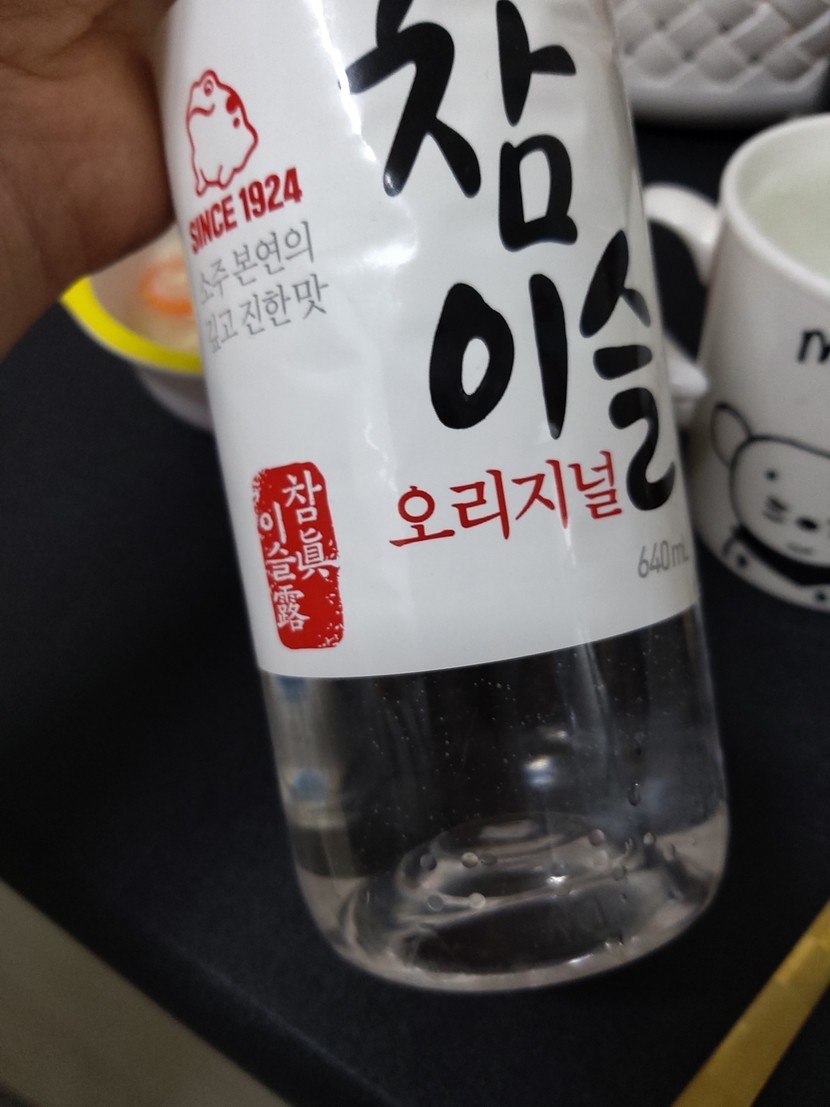 SINCE 1924
소주 본연의
깊고 진한 맛
참
이슬
오리지널
640mL
참眞
이슬露